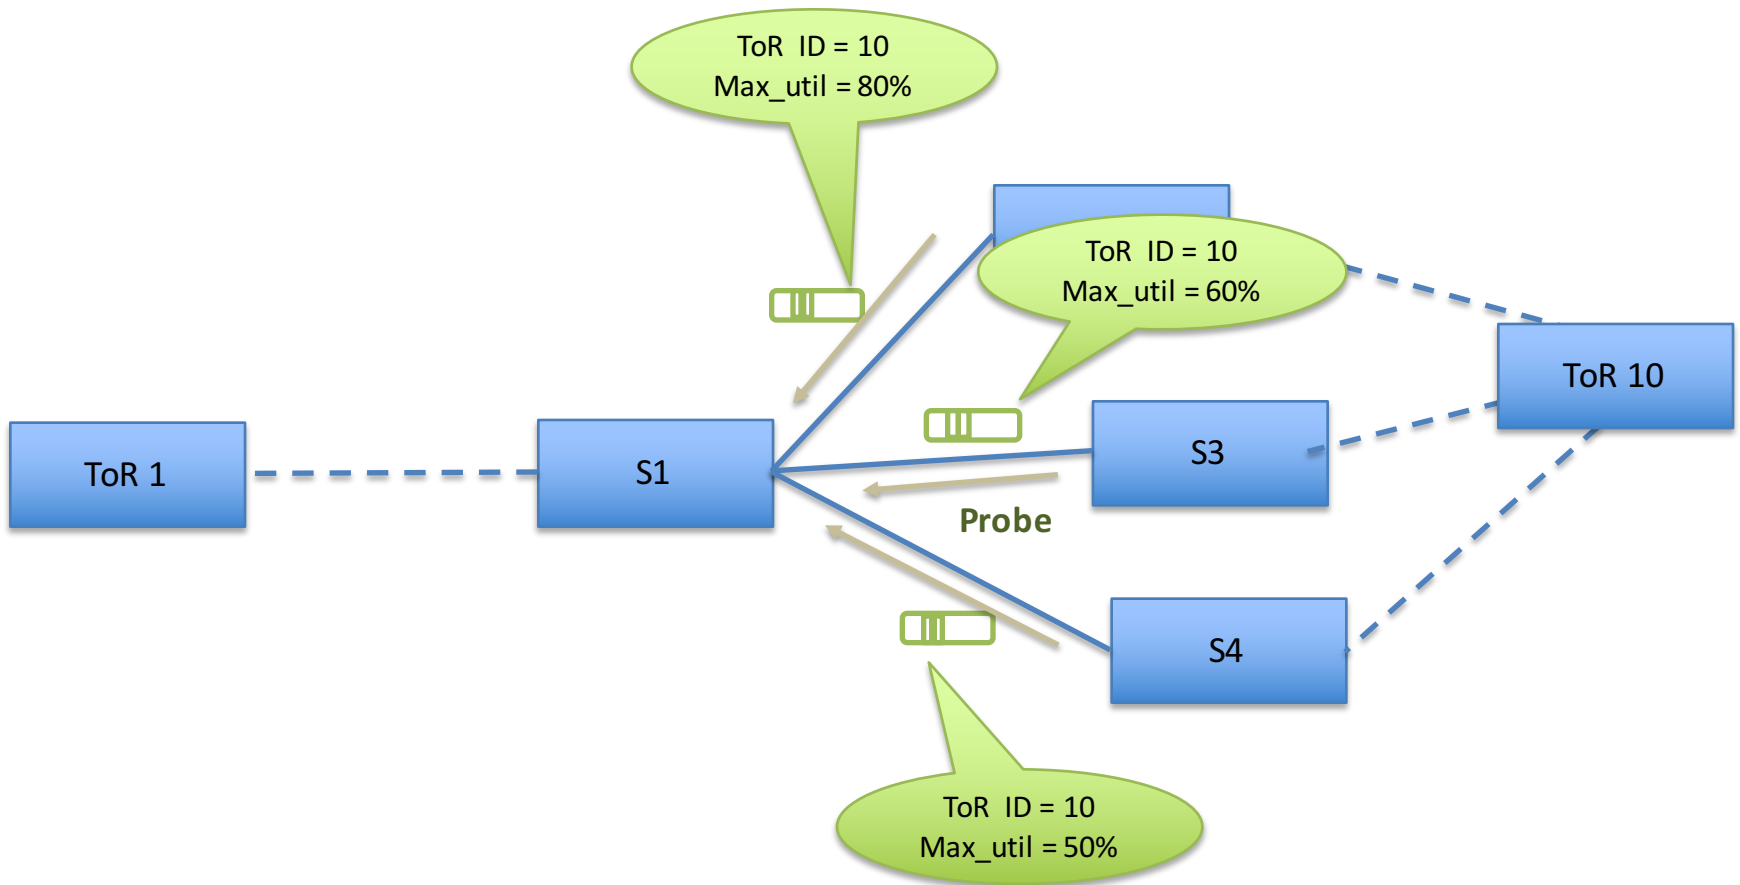 ToR ID = 10
Max_util = 80%
ToR ID = 10
Max_util = 60%
ToR 10
ToR 1
S1
S3
Probe
S4
ToR ID = 10
Max_util = 50%